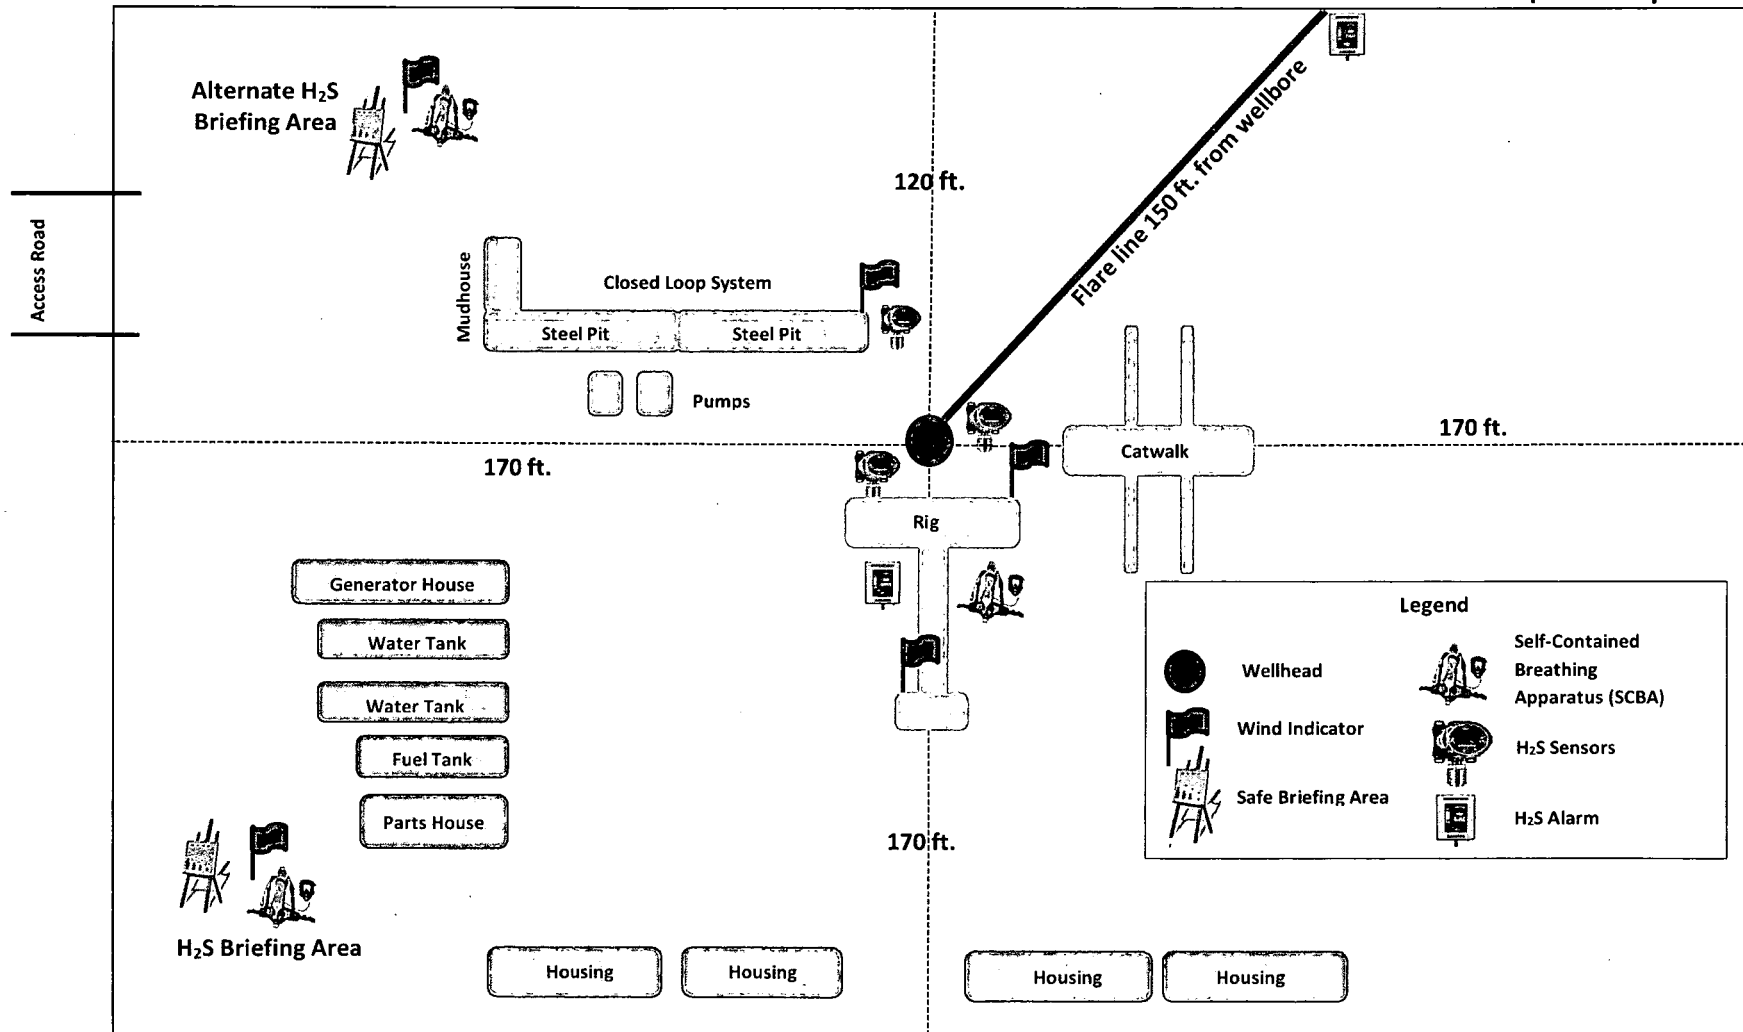 Alternate H₂S
Briefing Area
120 ft.
Flare line 150 ft. from wellbore
Access Road
Mudhouse
Closed Loop System
Steel Pit
Steel Pit
Pumps
170 ft.
170 ft.
Catwalk
Rig
Generator House
Water Tank
Water Tank
Fuel Tank
Parts House
170 ft.
H₂S Briefing Area
Housing
Housing
Housing
Housing
Legend
Wellhead
Wind Indicator
Safe Briefing Area
Self-Contained
Breathing
Apparatus (SCBA)
H₂S Sensors
H₂S Alarm